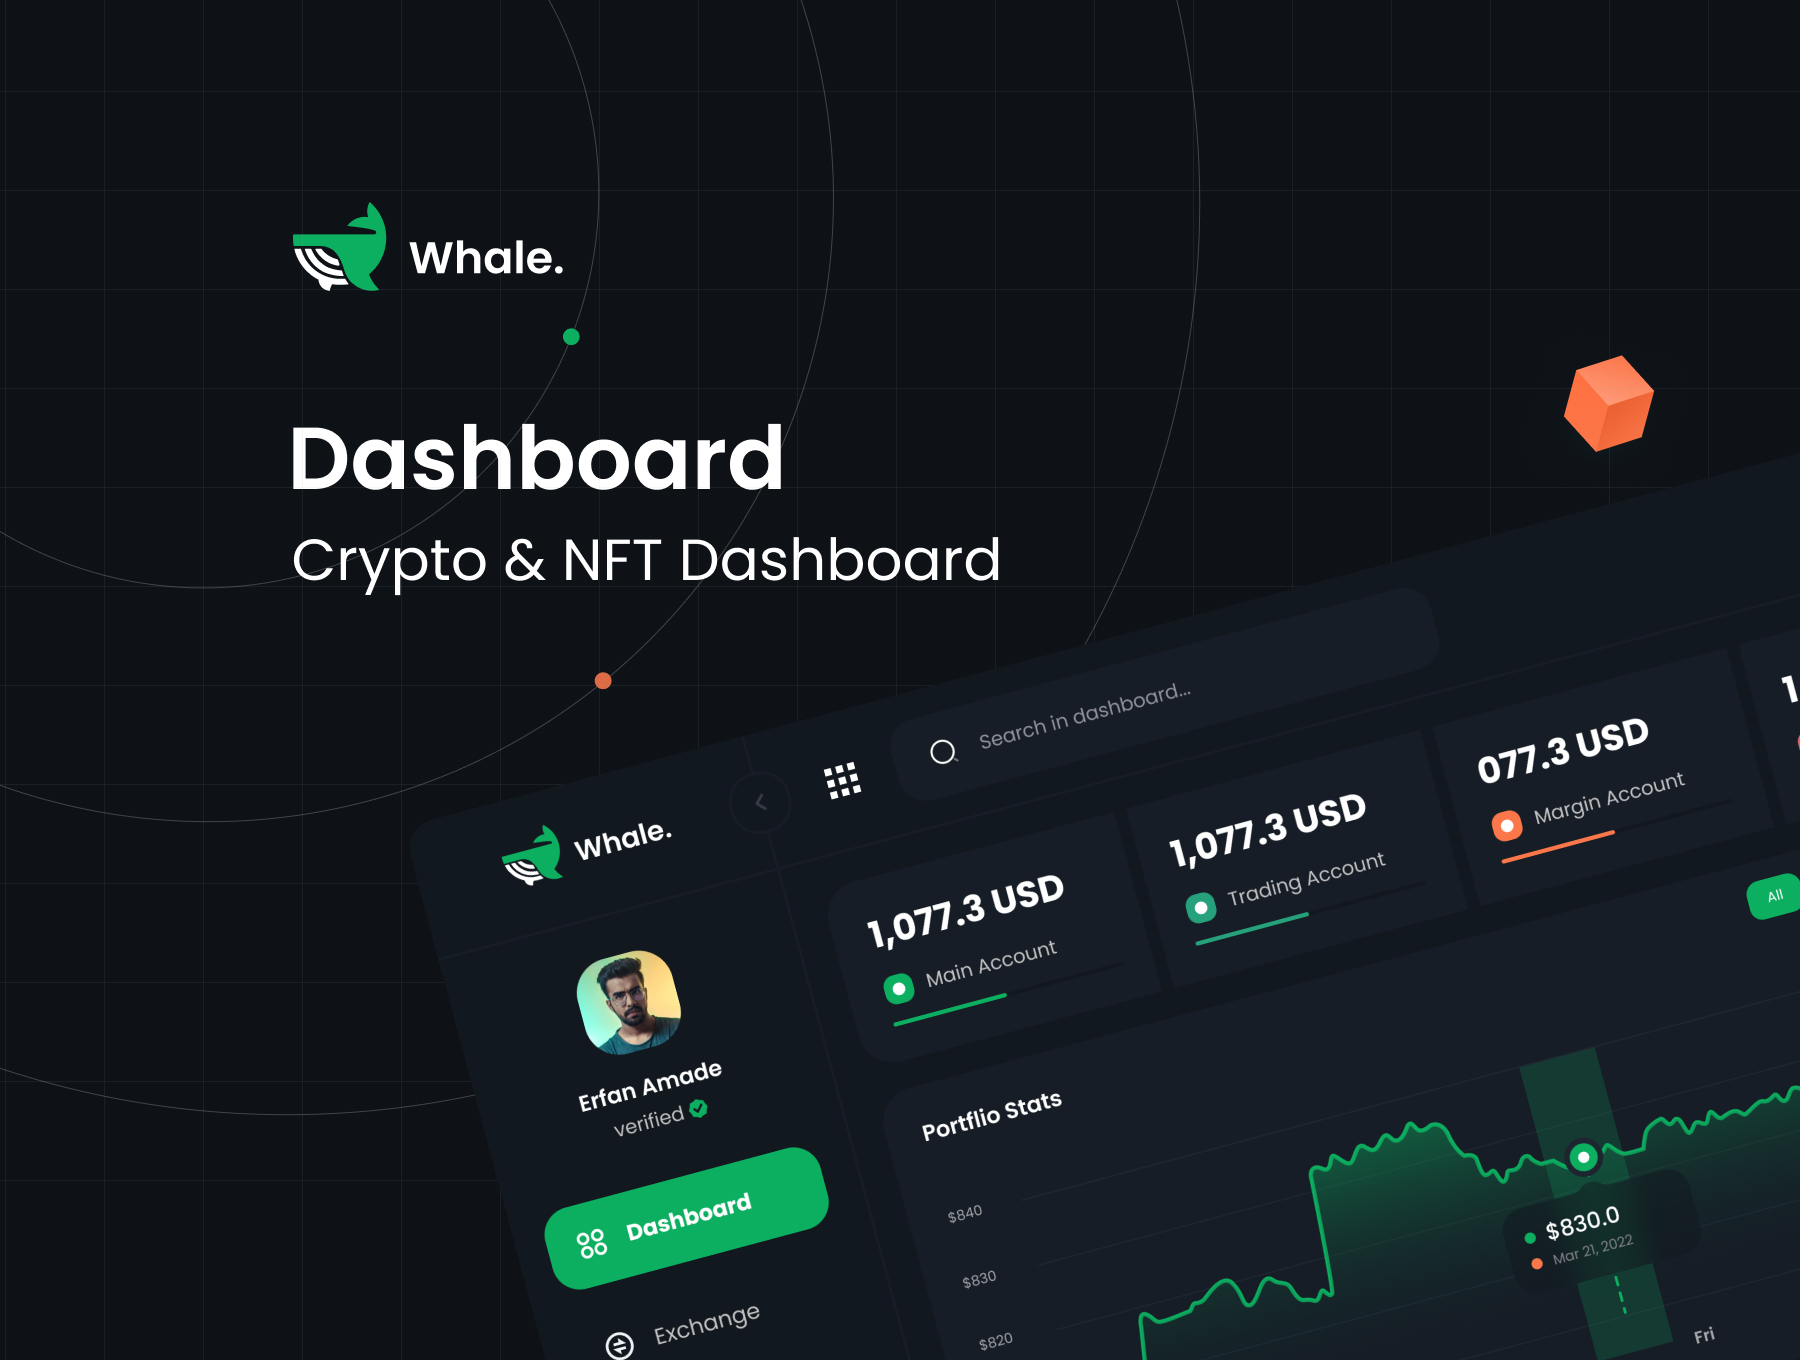 Whale.
Dashboard
Crypto & NFT Dashboard
Search in dashboard...
Whale.
1,077.3 USD
Main Account
1,077.3 USD
Trading Account
077.3 USD
Margin Account
All
Erfan Amade
verified
Dashboard
Exchange
Portflio Stats
$840
$830
$820
$830.0
Mar 21, 2022
Fri